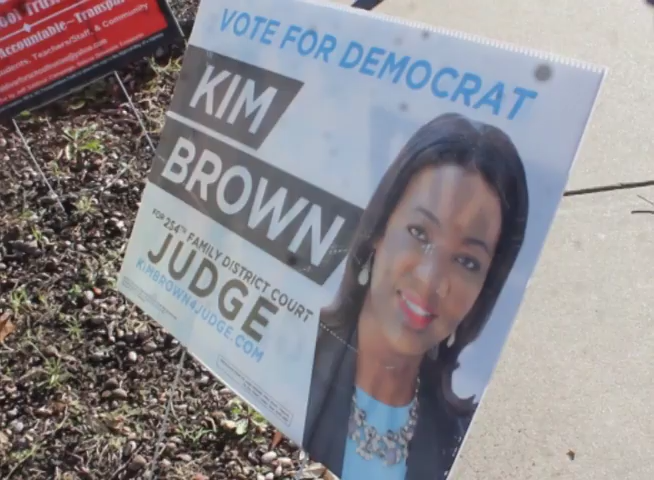 Accountable-Transpa
VOTE FOR DEMOCRAT
KIM
BROWN
FOR 254TH FAMILY DISTRICT COURT
JUDGE
KIMBROWN4JUDGE.COM